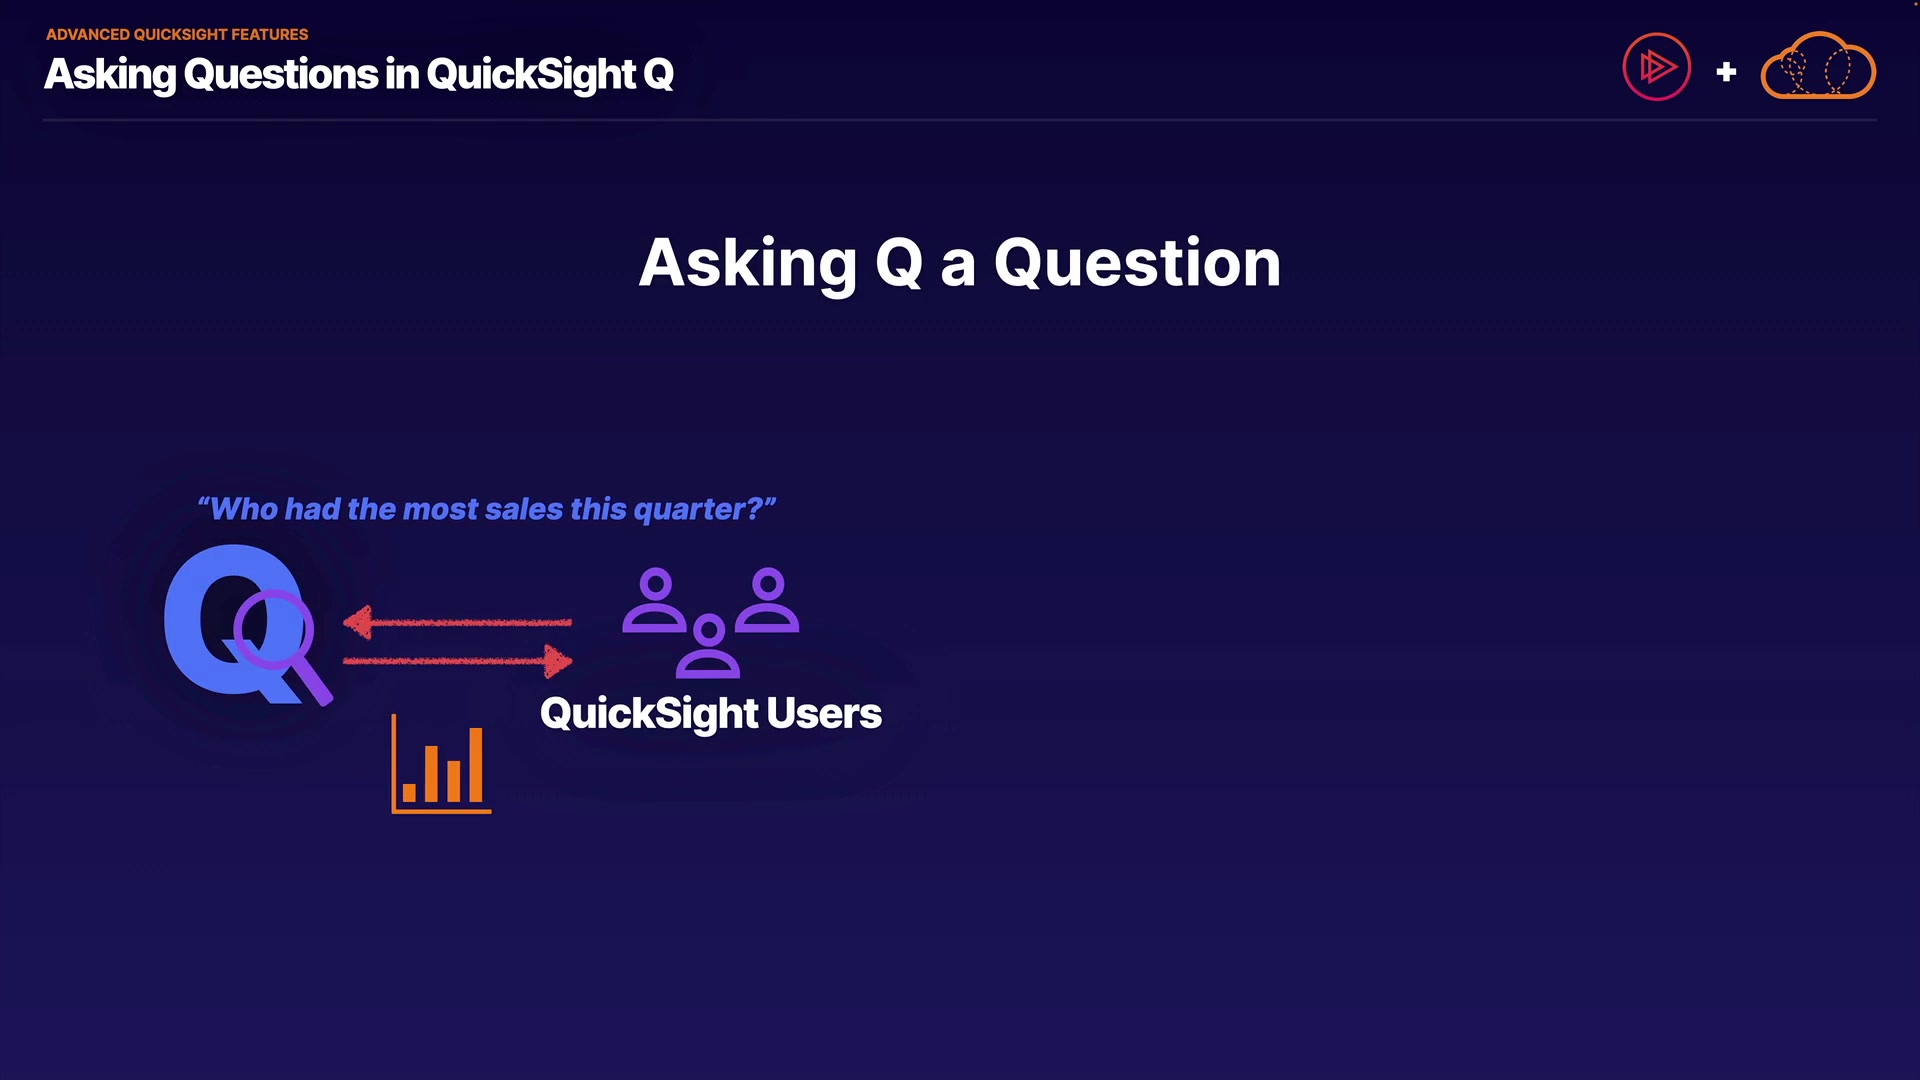 ADVANCED QUICKSIGHT FEATURES
Asking Questions in QuickSight Q
+
Asking Q a Question
“Who had the most sales this quarter?”
Q
QuickSight Users